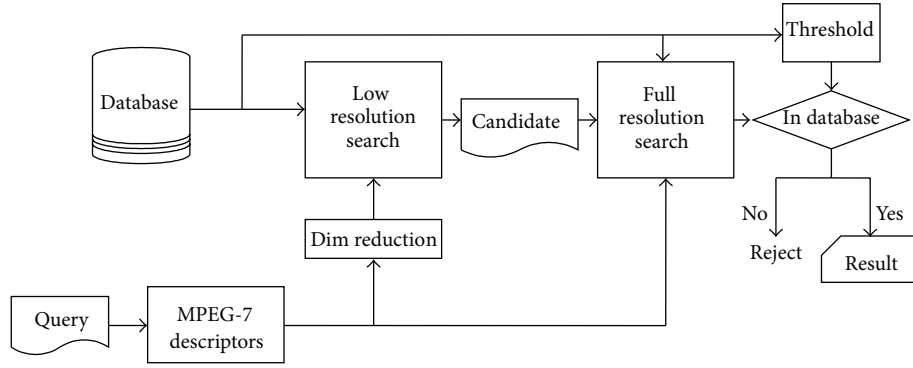 Threshold
Database
Low
resolution
search
Candidate
Full
resolution
search
In database
No
Yes
Reject
Result
Dim reduction
Query
MPEG-7
descriptors